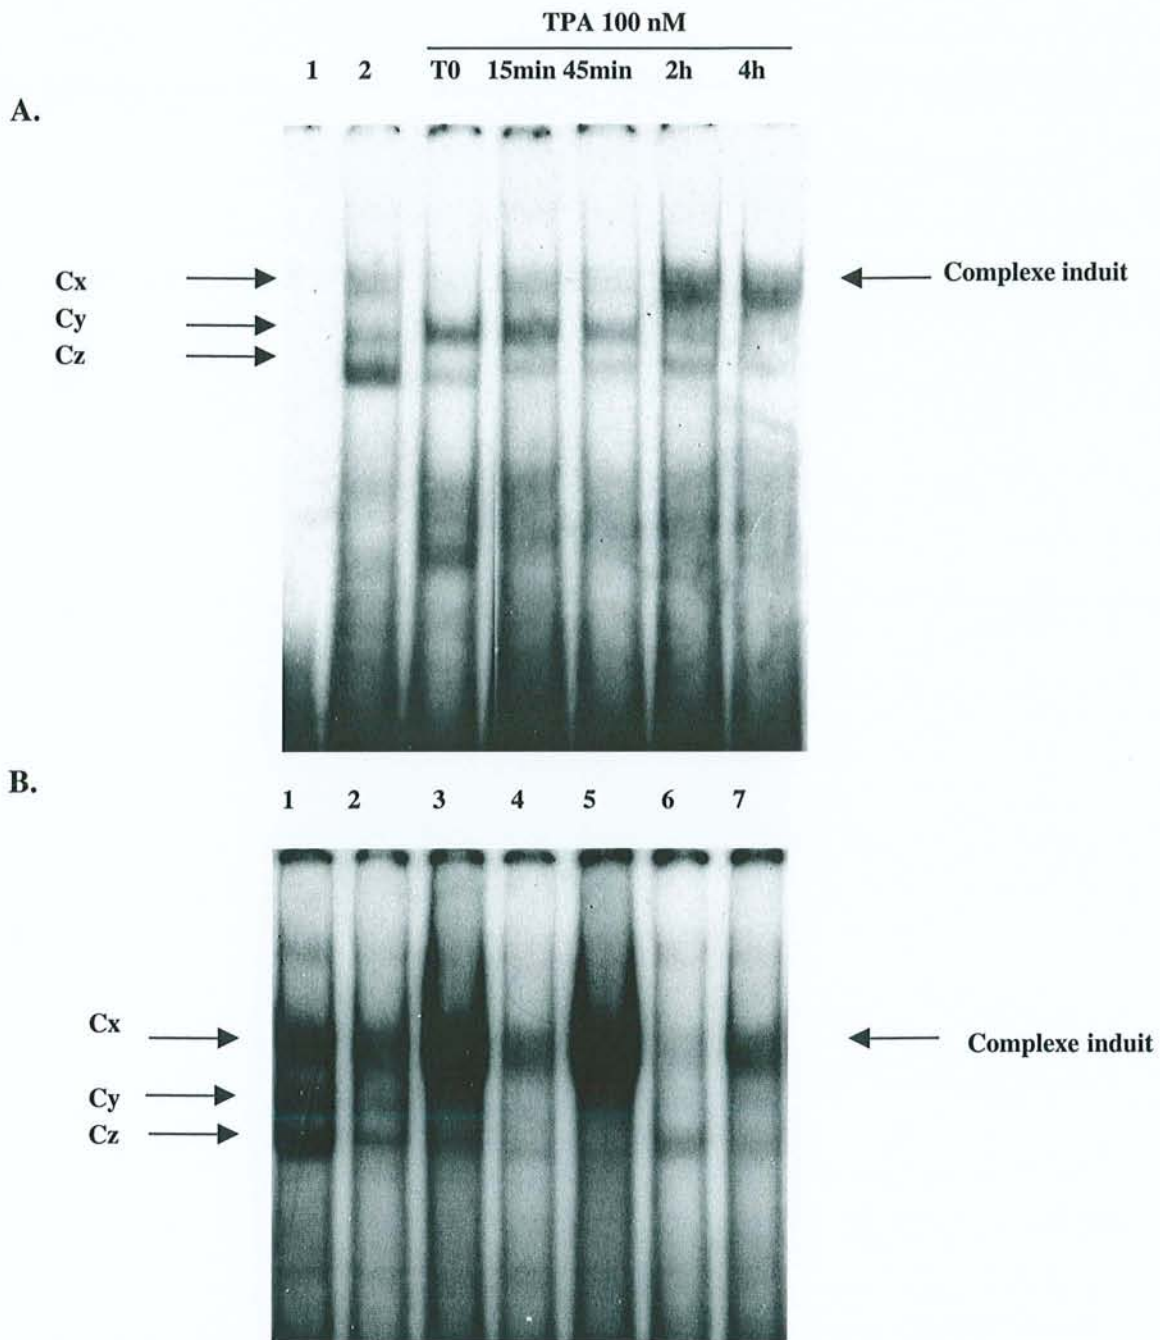 TPA 100 nM
1 2 T0 15min 45min 2h 4h
A.
Cx
Complexe induit
Cy
Cz
B.
1 2 3 4 5 6 7
Cx
Complexe induit
Cy
Cz